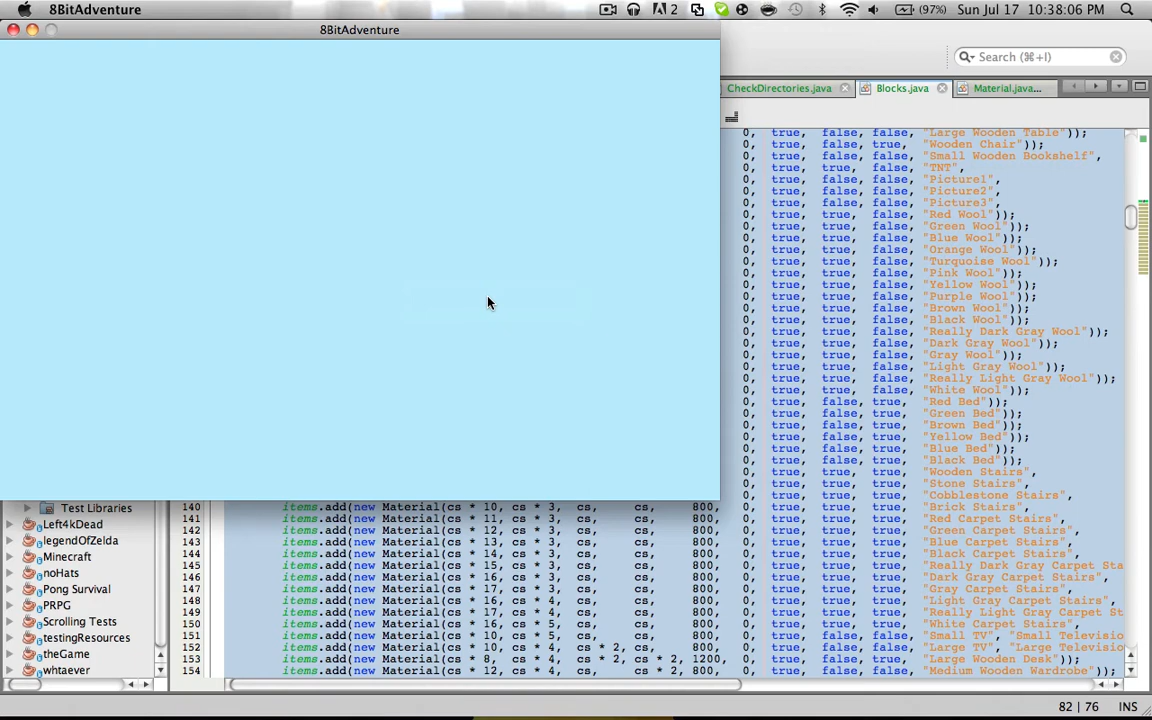 8BitAdventure
2
(97%)
Sun Jul 17 10:38:06 PM
8BitAdventure
Search (⌘+I)
CheckDirectories.java
Blocks.java
Material.java...
0, true, false, false, "Large Wooden Table"));
0, true, false, true, "Wooden Chair"));
0, true, false, false, "Small Wooden Bookshelf",
0, true, true, false, "TNT",
0, true, false, false, "Picture1",
0, true, false, false, "Picture2",
0, true, false, false, "Picture3",
0, true, true, false, "Red Wool"));
0, true, true, false, "Green Wool"));
0, true, true, false, "Blue Wool"));
0, true, true, false, "Orange Wool"));
0, true, true, false, "Turquoise Wool"));
0, true, true, false, "Pink Wool"));
0, true, true, false, "Yellow Wool"));
0, true, true, false, "Purple Wool"));
0, true, true, false, "Brown Wool"));
0, true, true, false, "Black Wool"));
0, true, true, false, "Really Dark Gray Wool"));
0, true, true, false, "Dark Gray Wool"));
0, true, true, false, "Gray Wool"));
0, true, true, false, "Light Gray Wool"));
0, true, true, false, "Really Light Gray Wool"));
0, true, true, false, "White Wool"));
0, true, false, true, "Red Bed"));
0, true, false, true, "Green Bed"));
0, true, false, true, "Brown Bed"));
0, true, false, true, "Yellow Bed"));
0, true, false, true, "Blue Bed"));
0, true, false, true, "Black Bed"));
0, true, true, true, "Wooden Stairs",
0, true, true, true, "Stone Stairs",
0, true, true, true, "Cobblestone Stairs",
0, true, true, true, "Brick Stairs",
Test Libraries
Left4kDead
legendOfZelda
Minecraft
noHats
Pong Survival
PRPG
Scrolling Tests
testingResources
theGame
whtaever
140 items.add(new Material(cs * 10, cs * 3, cs, cs, 800, 0, true, true, true, "Red Carpet Stairs",
141 items.add(new Material(cs * 11, cs * 3, cs, cs, 800, 0, true, true, true, "Green Carpet Stairs",
142 items.add(new Material(cs * 12, cs * 3, cs, cs, 800, 0, true, true, true, "Blue Carpet Stairs",
143 items.add(new Material(cs * 13, cs * 3, cs, cs, 800, 0, true, true, true, "Black Carpet Stairs",
144 items.add(new Material(cs * 14, cs * 3, cs, cs, 800, 0, true, true, true, "Really Dark Gray Carpet Sta
145 items.add(new Material(cs * 15, cs * 3, cs, cs, 800, 0, true, true, true, "Dark Gray Carpet Stairs",
146 items.add(new Material(cs * 16, cs * 3, cs, cs, 800, 0, true, true, true, "Gray Carpet Stairs",
147 items.add(new Material(cs * 17, cs * 3, cs, cs, 800, 0, true, true, true, "Light Gray Carpet Stairs",
148 items.add(new Material(cs * 16, cs * 4, cs, cs, 800, 0, true, true, true, "Really Light Gray Carpet St
149 items.add(new Material(cs * 17, cs * 4, cs, cs, 800, 0, true, true, true, "White Carpet Stairs",
150 items.add(new Material(cs * 16, cs * 5, cs, cs, 800, 0, true, false, false, "Small TV", "Small Televisio
151 items.add(new Material(cs * 10, cs * 5, cs, cs, 800, 0, true, false, false, "Large TV", "Large Televisio
152 items.add(new Material(cs * 10, cs * 4, cs * 2, cs, 800, 0, true, false, false, "Large Wooden Desk"));
153 items.add(new Material(cs * 8, cs * 4, cs * 2, cs * 2, 1200, 0, true, false, false, "Medium Wooden Wardrobe"));
154 items.add(new Material(cs * 12, cs * 4, cs, cs * 2, 800,
82 | 76 INS